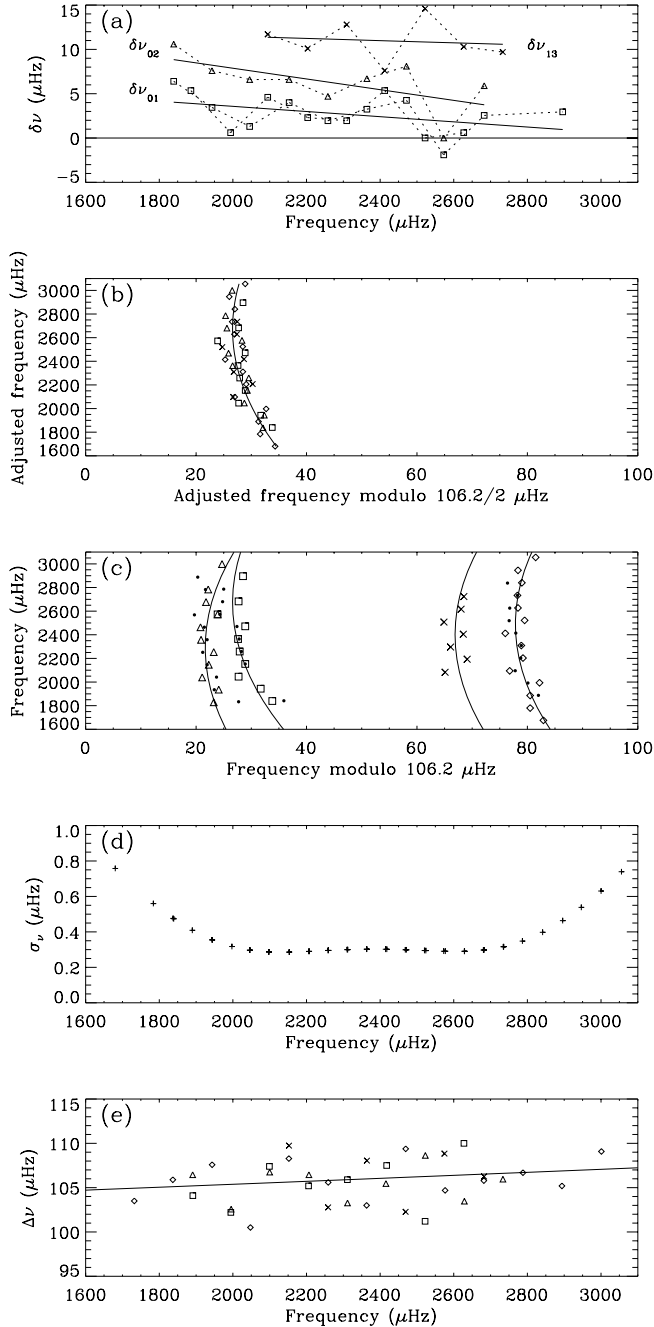 (a)
15
10
5
0
−5
δν (μHz)
δν₀₂
δν₀₁
δν₁₃
1600 1800 2000 2200 2400 2600 2800 3000
Frequency (μHz)
(b)
3000
2800
2600
2400
2200
2000
1800
1600
Adjusted frequency (μHz)
0 20 40 60 80 100
Adjusted frequency modulo 106.2/2 μHz
(c)
3000
2800
2600
2400
2200
2000
1800
1600
Frequency (μHz)
0 20 40 60 80 100
Frequency modulo 106.2 μHz
(d)
1.0
0.8
0.6
0.4
0.2
0.0
σᵥ (μHz)
1600 1800 2000 2200 2400 2600 2800 3000
Frequency (μHz)
(e)
115
110
105
100
95
Δν (μHz)
1600 1800 2000 2200 2400 2600 2800 3000
Frequency (μHz)